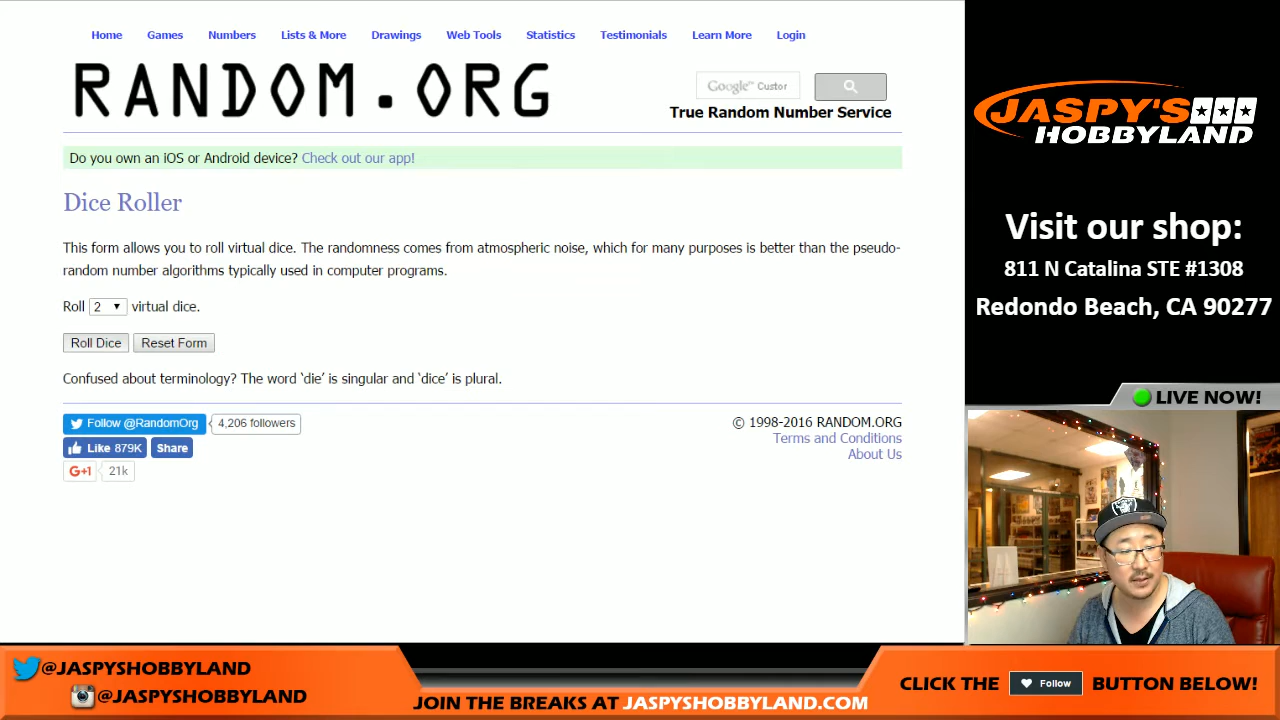 Home Games Numbers Lists & More Drawings Web Tools Statistics Testimonials Learn More Login
RANDOM.ORG
Google™ Custor
True Random Number Service
Do you own an iOS or Android device? Check out our app!
Dice Roller
This form allows you to roll virtual dice. The randomness comes from atmospheric noise, which for many purposes is better than the pseudo-
random number algorithms typically used in computer programs.
Roll 2 virtual dice.
Roll Dice Reset Form
Confused about terminology? The word ‘die’ is singular and ‘dice’ is plural.
Follow @RandomOrg 4,206 followers
Like 879K Share
G+1 21k
© 1998-2016 RANDOM.ORG
Terms and Conditions
About Us
JASPY'S
HOBBYLAND
Visit our shop:
811 N Catalina STE #1308
Redondo Beach, CA 90277
LIVE NOW!
@JASPYSHOBBYLAND
@JASPYSHOBBYLAND
JOIN THE BREAKS AT JASPYSHOBBYLAND.COM
CLICK THE Follow BUTTON BELOW!